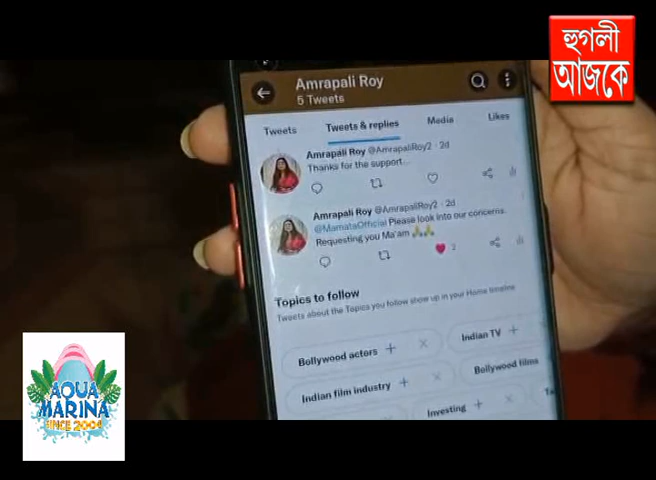 হুগলী
আজকে
Amrapali Roy
5 Tweets
Tweets
Tweets & replies
Media
Likes
Amrapali Roy @AmrapaliRoy2 · 2d
Thanks for the support...
Amrapali Roy @AmrapaliRoy2 · 2d
@MamataOfficial Please look into our concerns.
Requesting you Ma'am 🙏🙏
2
Topics to follow
Tweets about the Topics you follow show up in your Home timeline
Bollywood actors + ×
Indian TV +
Indian film industry + ×
Bollywood films
Investing + ×
AQUA
MARINA
SINCE 2004